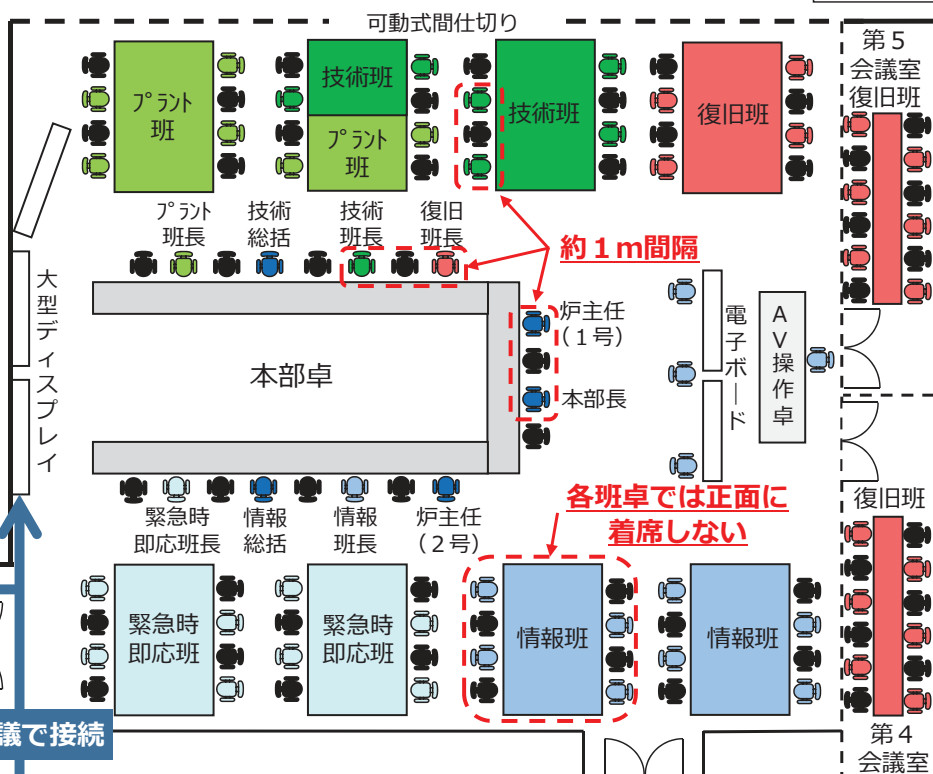 可動式間仕切り
第５
会議室
復旧班
プラント
班
技術班
プラント
班
技術班
復旧班
プラント
班長
技術
総括
技術
班長
復旧
班長
約１ｍ間隔
大型ディスプレイ
本部卓
炉主任
（１号）
本部長
電子ボード
ＡＶ操作卓
緊急時
即応班長
情報
総括
情報
班長
炉主任
（２号）
各班卓では正面に
着席しない
復旧班
緊急時
即応班
緊急時
即応班
情報班
情報班
議で接続
第４
会議室